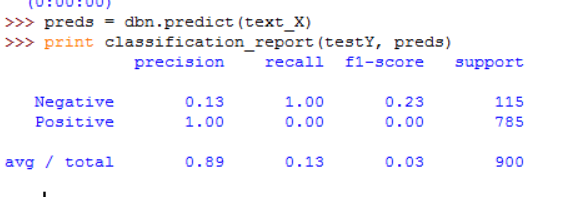 (0:00:00)
>>> preds = dbn.predict(text_X)
>>> print classification_report(testY, preds)
precision recall f1-score support
Negative 0.13 1.00 0.23 115
Positive 1.00 0.00 0.00 785
avg / total 0.89 0.13 0.03 900